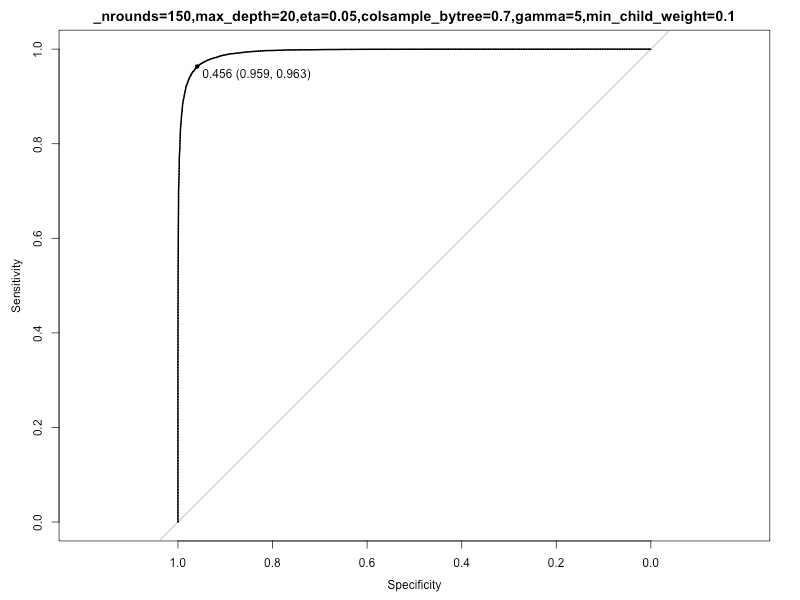 _nrounds=150,max_depth=20,eta=0.05,colsample_bytree=0.7,gamma=5,min_child_weight=0.1
1.0
0.456 (0.959, 0.963)
0.8
0.6
Sensitivity
0.4
0.2
0.0
1.0 0.8 0.6 0.4 0.2 0.0
Specificity